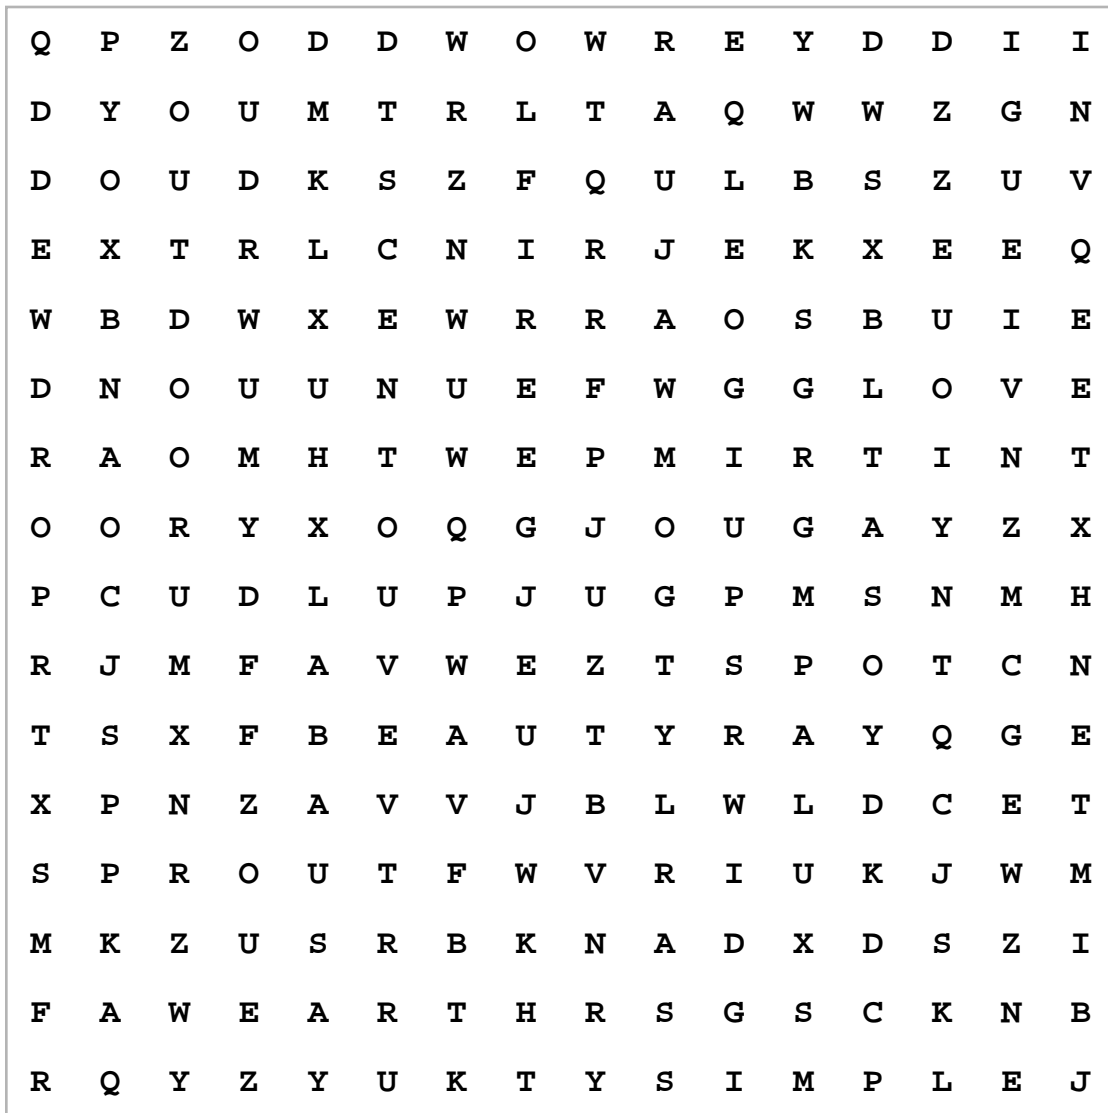 Q P Z O D D W O W R E Y D D I I
D Y O U M T R L T A Q W W Z G N
D O U D K S Z F Q U L B S Z U V
E X T R L C N I R J E K X E E Q
W B D W X E W R R A O S B U I E
D N O U U N U E F W G G L O V E
R A O M H T W E P M I R T I N T
O O R Y X O Q G J O U G A Y Z X
P C U D L U P J U G P M S N M H
R J M F A V W E Z T S P O T C N
T S X F B E A U T Y R A Y Q G E
X P N Z A V V J B L W L D C E T
S P R O U T F W V R I U K J W M
M K Z U S R B K N A D X D S Z I
F A W E A R T H R S G S C K N B
R Q Y Z Y U K T Y S I M P L E J